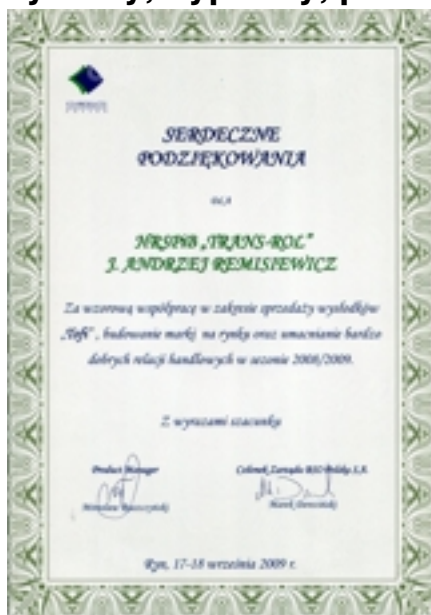 SERDECZNE
PODZIĘKOWANIA
DLA
HRSPiB „TRANS-ROL”
J. ANDRZEJ REMISIEWICZ
Za wzorową współpracę w zakresie sprzedaży wysłodków
„Tofi” , budowanie marki na rynku oraz umacnianie bardzo
dobrych relacji handlowych w sezonie 2008/2009.
Z wyrazami szacunku
Product Manager
Członek Zarządu BSO Polska S.A.
Mirosław
Marek
Ryn, 17-18 września 2009 r.